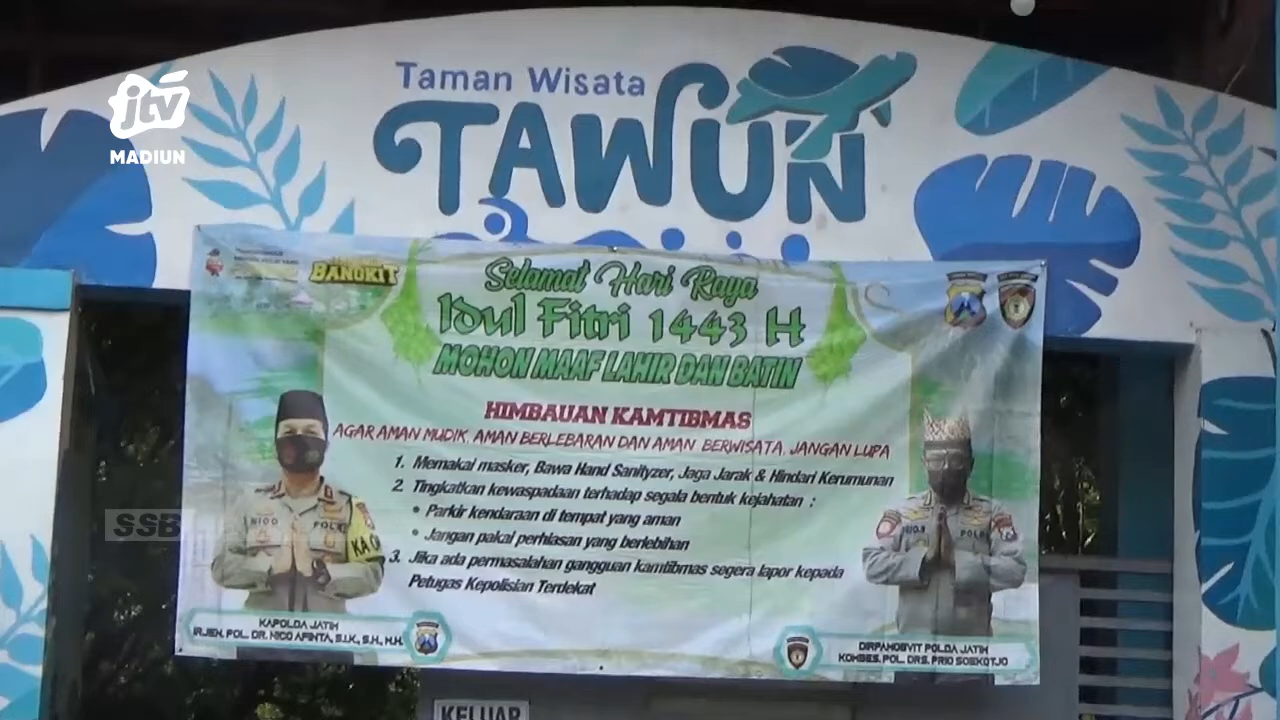 jtv
MADIUN
Taman Wisata
TAWUN
BANGKIT
Selamat Hari Raya
Idul Fitri 1443 H
MOHON MAAF LAHIR DAN BATIN
HIMBAUAN KAMTIBMAS
AGAR AMAN MUDIK, AMAN BERLEBARAN DAN AMAN BERWISATA, JANGAN LUPA
1. Memakai masker, Bawa Hand Sanityzer, Jaga Jarak & Hindari Kerumunan
2. Tingkatkan kewaspadaan terhadap segala bentuk kejahatan :
• Parkir kendaraan di tempat yang aman
• Jangan pakai perhiasan yang berlebihan
3. Jika ada permasalahan gangguan kamtibmas segera lapor kepada
Petugas Kepolisian Terdekat
NICO
SSB
KAPOLDA JATIM
IRJEN. POL. DR. NICO AFINTA, S.I.K., S.H., M.H.
DIRPAMOBVIT POLDA JATIM
KOMBES. POL. DRS. PRIO SOEKOTJO
KELUAR